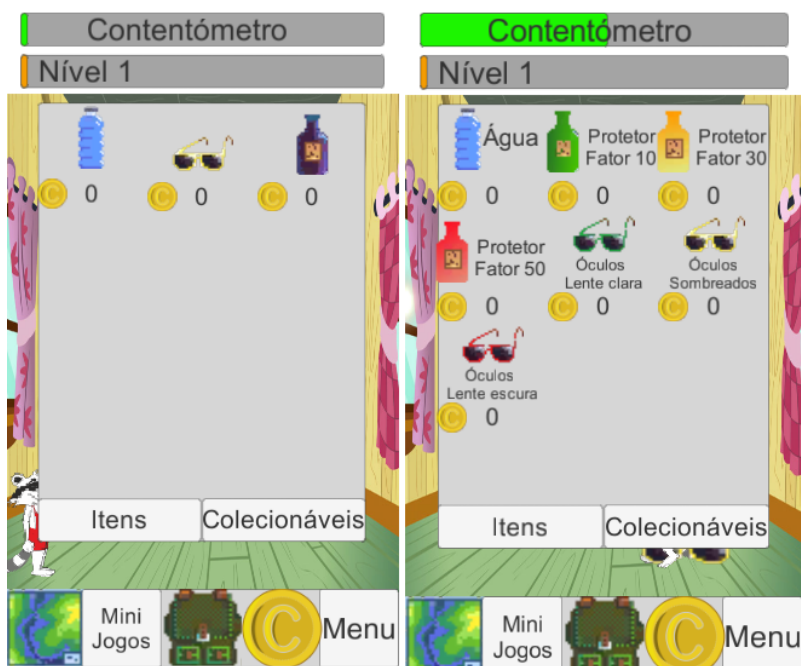 Contentómetro
Nível 1
0 0 0
Itens Colecionáveis
Mini
Jogos
C
Menu
Contentómetro
Nível 1
Água
Protetor
Fator 10
Protetor
Fator 30
0 0 0
Protetor
Fator 50
Óculos
Lente clara
Óculos
Sombreados
0 0 0
Óculos
Lente escura
0
Itens Colecionáveis
Mini
Jogos
C
Menu